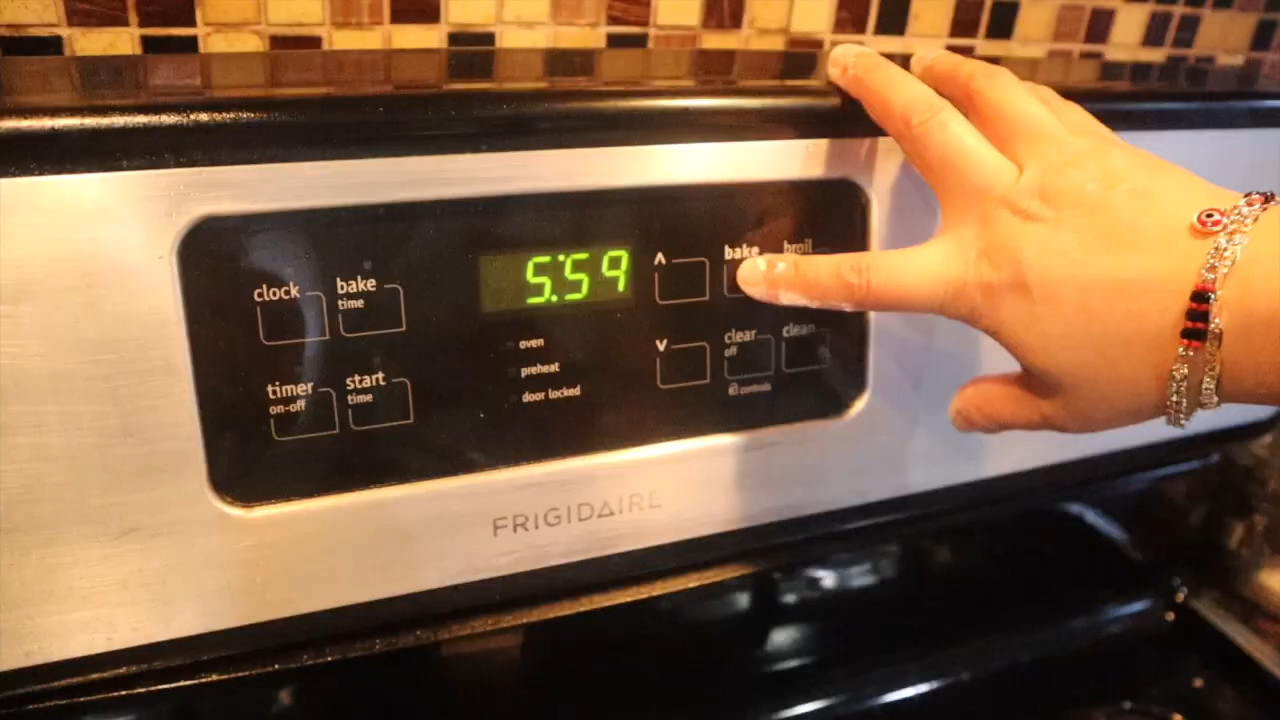 clock
bake
time
timer
on-off
start
time
5:59
oven
preheat
door locked
^
bake
broil
v
clear
off
clean
controls
FRIGIDAIRE